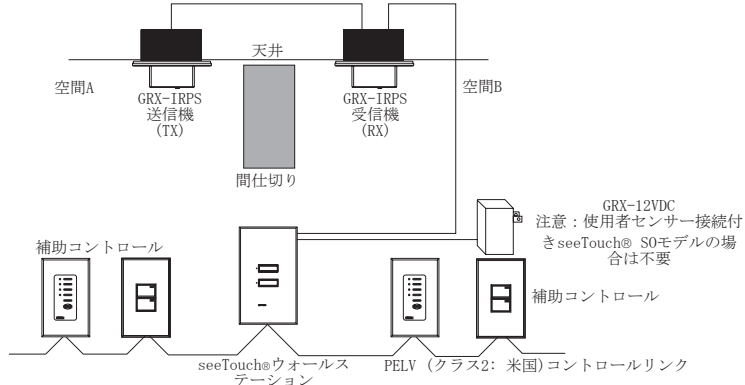 天井
空間A
空間B
GRX-IRPS
送信機
(TX)
GRX-IRPS
受信機
(RX)
間仕切り
GRX-12VDC
注意：使用者センサー接続付
きseeTouch® SOモデルの場
合は不要
補助コントロール
補助コントロール
seeTouch®ウォールス
テーション
PELV (クラス2: 米国)コントロールリンク